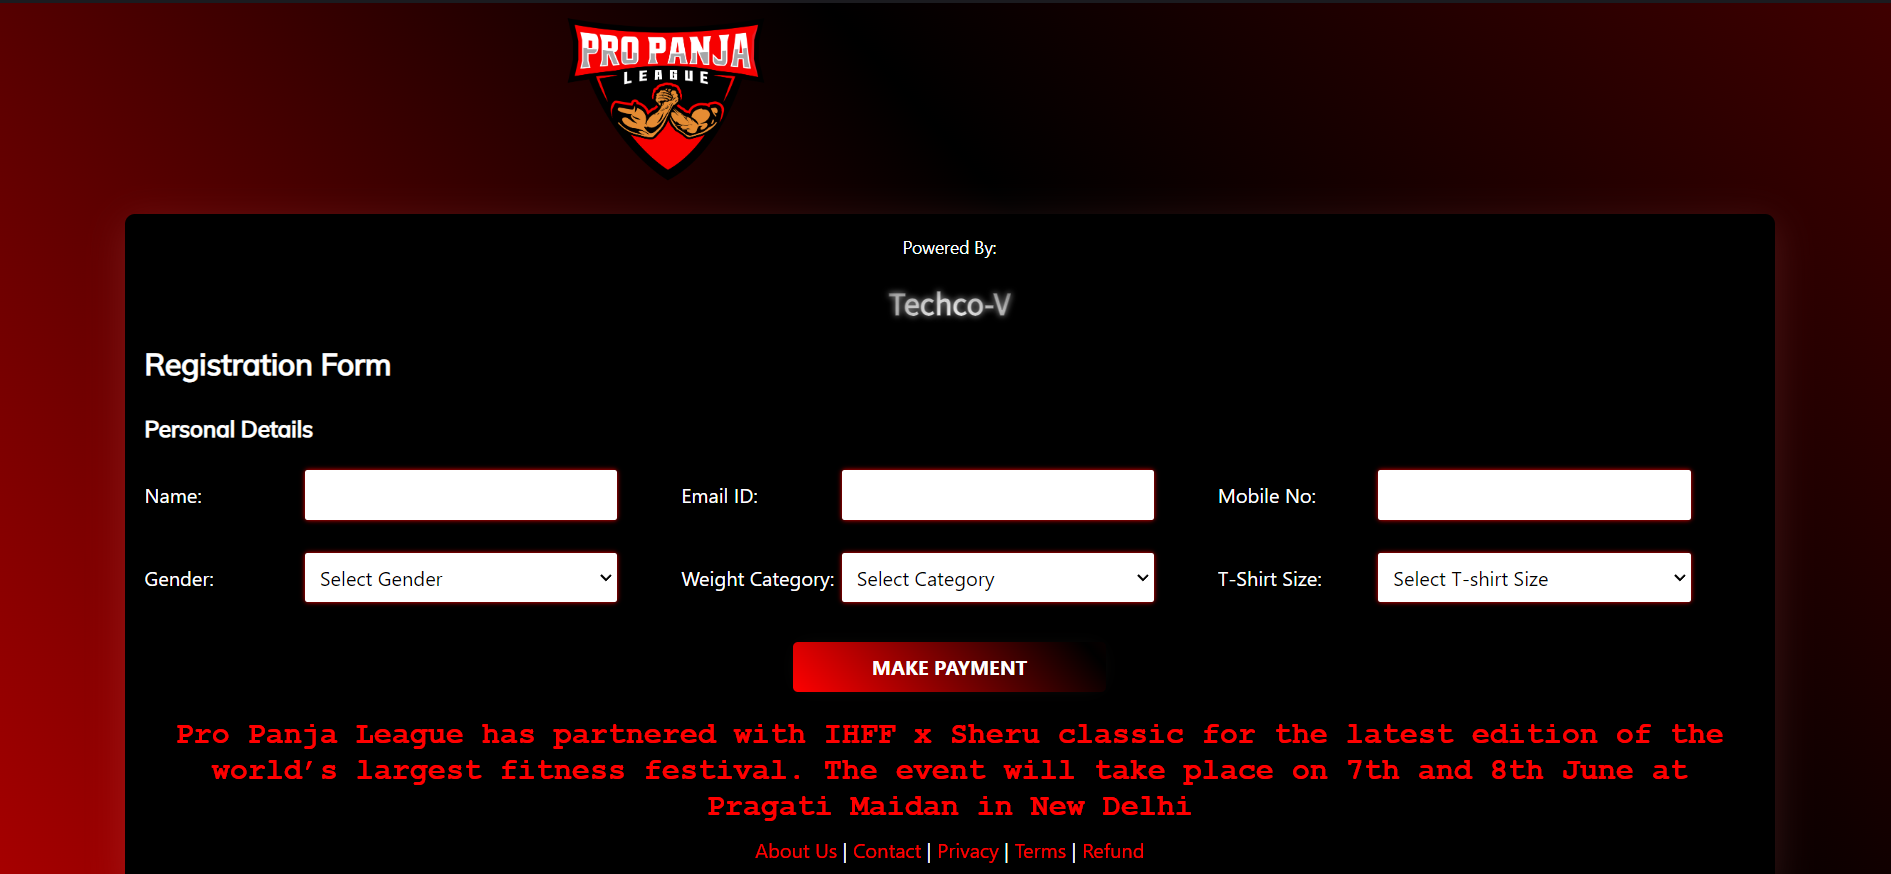 PRO PANJA
LEAGUE
Powered By:
Techco-V
Registration Form
Personal Details
Name:
Email ID:
Mobile No:
Gender:
Select Gender
Weight Category:
Select Category
T-Shirt Size:
Select T-shirt Size
MAKE PAYMENT
Pro Panja League has partnered with IHFF x Sheru classic for the latest edition of the
world’s largest fitness festival. The event will take place on 7th and 8th June at
Pragati Maidan in New Delhi
About Us | Contact | Privacy | Terms | Refund